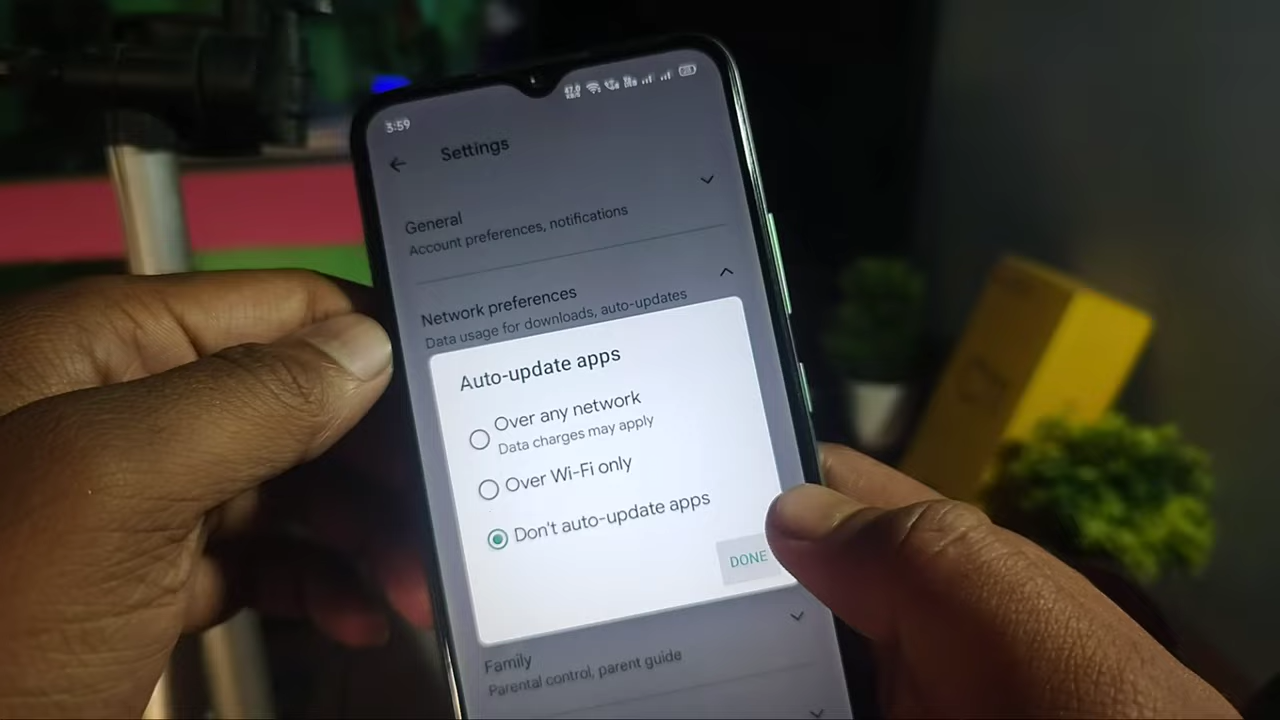 3:59
Settings
General
Account preferences, notifications
Network preferences
Data usage for downloads, auto-updates
Auto-update apps
Over any network
Data charges may apply
Over Wi-Fi only
Don't auto-update apps
DONE
Family
Parental control, parent guide